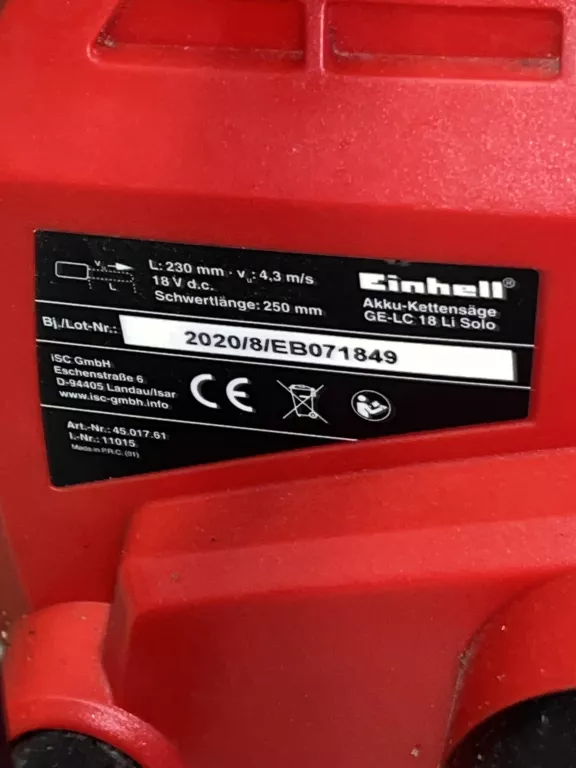 L: 230 mm · v₀: 4,3 m/s
18 V d.c.
Schwertlänge: 250 mm
Einhell®
Akku-Kettensäge
GE-LC 18 Li Solo
Bj./Lot-Nr.: 2020/8/EB071849
iSC GmbH
Eschenstraße 6
D-94405 Landau/Isar
www.isc-gmbh.info
CE
Art.-Nr.: 45.017.61
I.-Nr.: 11015
Made in P.R.C. (01)